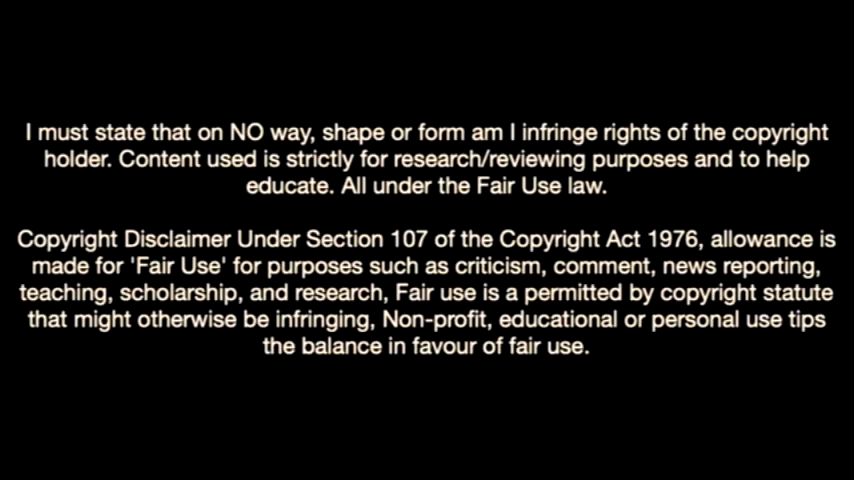 I must state that on NO way, shape or form am I infringe rights of the copyright
holder. Content used is strictly for research/reviewing purposes and to help
educate. All under the Fair Use law.
Copyright Disclaimer Under Section 107 of the Copyright Act 1976, allowance is
made for 'Fair Use' for purposes such as criticism, comment, news reporting,
teaching, scholarship, and research, Fair use is a permitted by copyright statute
that might otherwise be infringing, Non-profit, educational or personal use tips
the balance in favour of fair use.